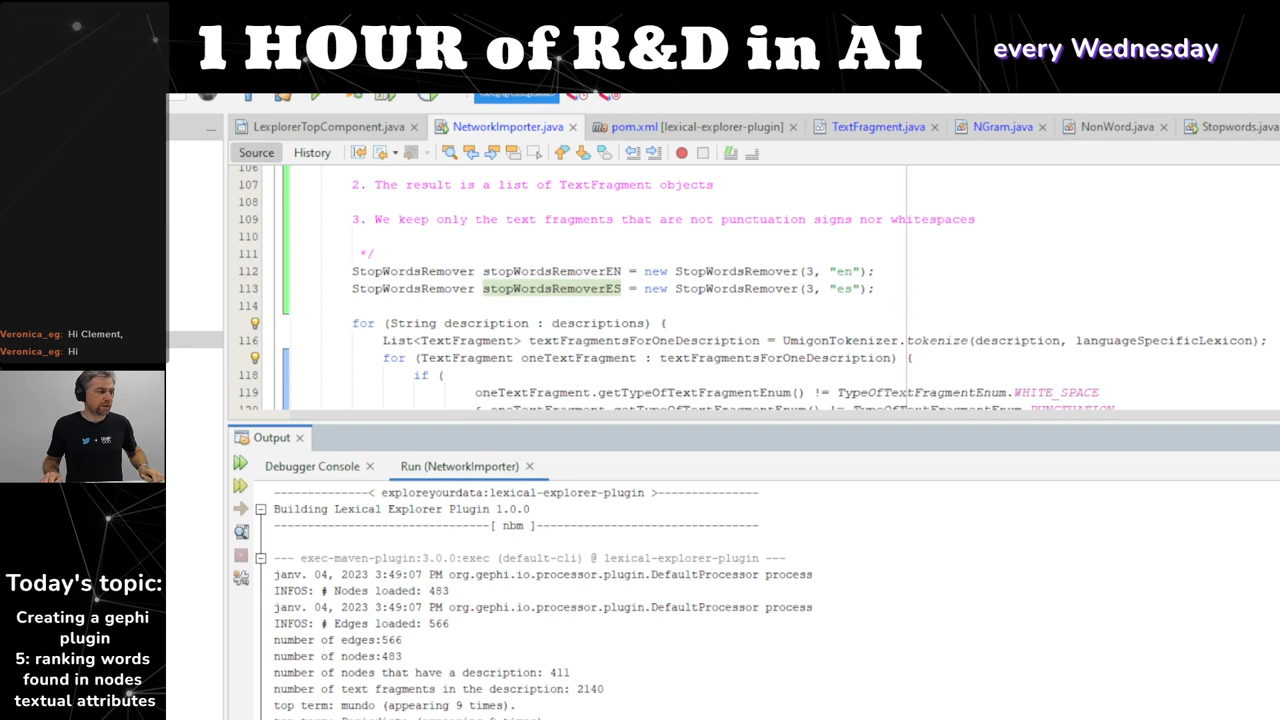 1 HOUR of R&D in AI
every Wednesday
LexplorerTopComponent.java
NetworkImporter.java
pom.xml [lexical-explorer-plugin]
TextFragment.java
NGram.java
NonWord.java
Stopwords.java
Source
History
106
107 2. The result is a list of TextFragment objects
108
109 3. We keep only the text fragments that are not punctuation signs nor whitespaces
110
111 */
112 StopWordsRemover stopWordsRemoverEN = new StopWordsRemover(3, "en");
113 StopWordsRemover stopWordsRemoverES = new StopWordsRemover(3, "es");
114
for (String description : descriptions) {
116 List<TextFragment> textFragmentsForOneDescription = UmigonTokenizer.tokenize(description, languageSpecificLexicon);
for (TextFragment oneTextFragment : textFragmentsForOneDescription) {
118 if (
119 oneTextFragment.getTypeOfTextFragmentEnum() != TypeOfTextFragmentEnum.WHITE_SPACE
Veronica_eg: Hi Clement,
Veronica_eg: Hi
Output
Debugger Console
Run (NetworkImporter)
--------------< exploreyourdata:lexical-explorer-plugin >---------------
Building Lexical Explorer Plugin 1.0.0
--------------------------------[ nbm ]---------------------------------
--- exec-maven-plugin:3.0.0:exec (default-cli) @ lexical-explorer-plugin ---
janv. 04, 2023 3:49:07 PM org.gephi.io.processor.plugin.DefaultProcessor process
INFOS: # Nodes loaded: 483
janv. 04, 2023 3:49:07 PM org.gephi.io.processor.plugin.DefaultProcessor process
INFOS: # Edges loaded: 566
number of edges:566
number of nodes:483
number of nodes that have a description: 411
number of text fragments in the description: 2140
top term: mundo (appearing 9 times).
Today's topic:
Creating a gephi
plugin
5: ranking words
found in nodes
textual attributes